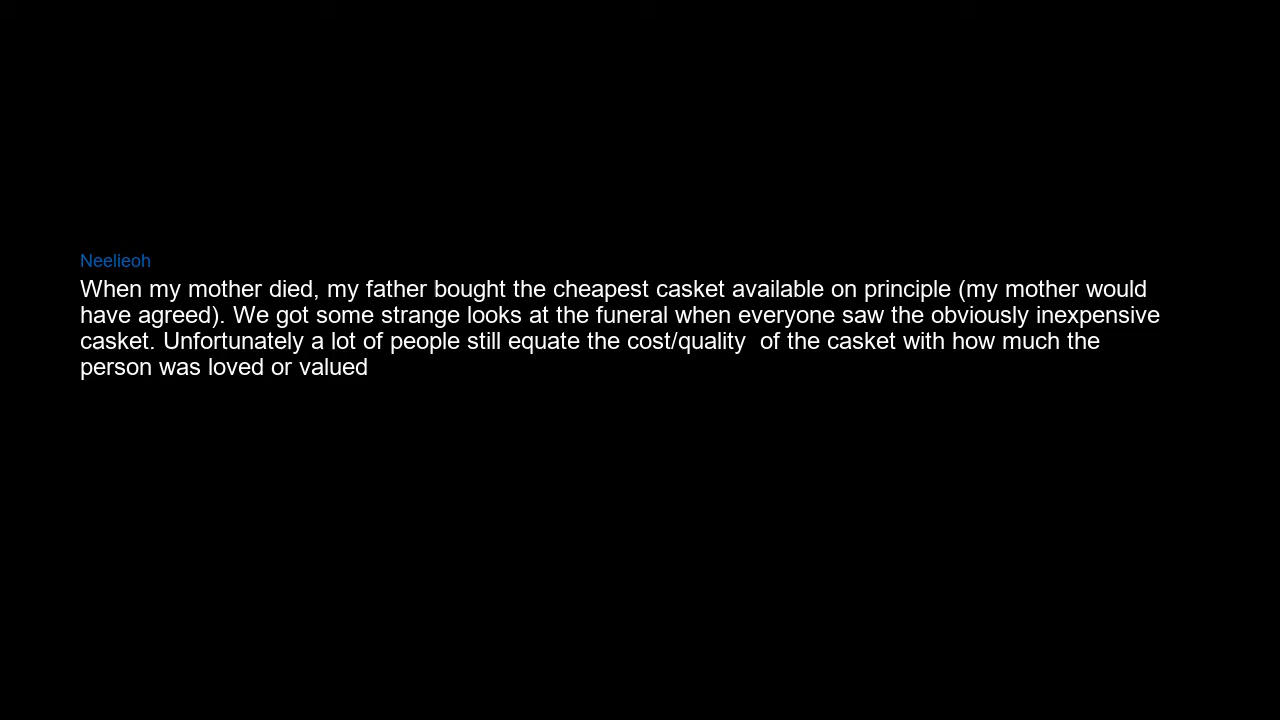 Neelieoh
When my mother died, my father bought the cheapest casket available on principle (my mother would
have agreed). We got some strange looks at the funeral when everyone saw the obviously inexpensive
casket. Unfortunately a lot of people still equate the cost/quality  of the casket with how much the
person was loved or valued